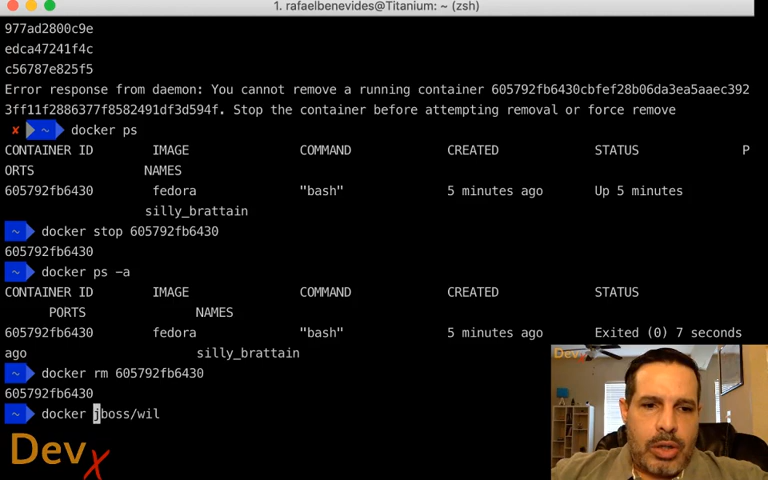 1. rafaelbenevides@Titanium: ~ (zsh)
977ad2800c9e
edca47241f4c
c56787e825f5
Error response from daemon: You cannot remove a running container 605792fb6430cbfef28b06da3ea5aaec392
3ff11f2886377f8582491df3d594f. Stop the container before attempting removal or force remove
✘ ~ docker ps
CONTAINER ID IMAGE COMMAND CREATED STATUS P
ORTS NAMES
605792fb6430 fedora "bash" 5 minutes ago Up 5 minutes
silly_brattain
~ docker stop 605792fb6430
605792fb6430
~ docker ps -a
CONTAINER ID IMAGE COMMAND CREATED STATUS
PORTS NAMES
605792fb6430 fedora "bash" 5 minutes ago Exited (0) 7 seconds
ago silly_brattain
~ docker rm 605792fb6430
605792fb6430
~ docker jboss/wil
Dev x
Dev